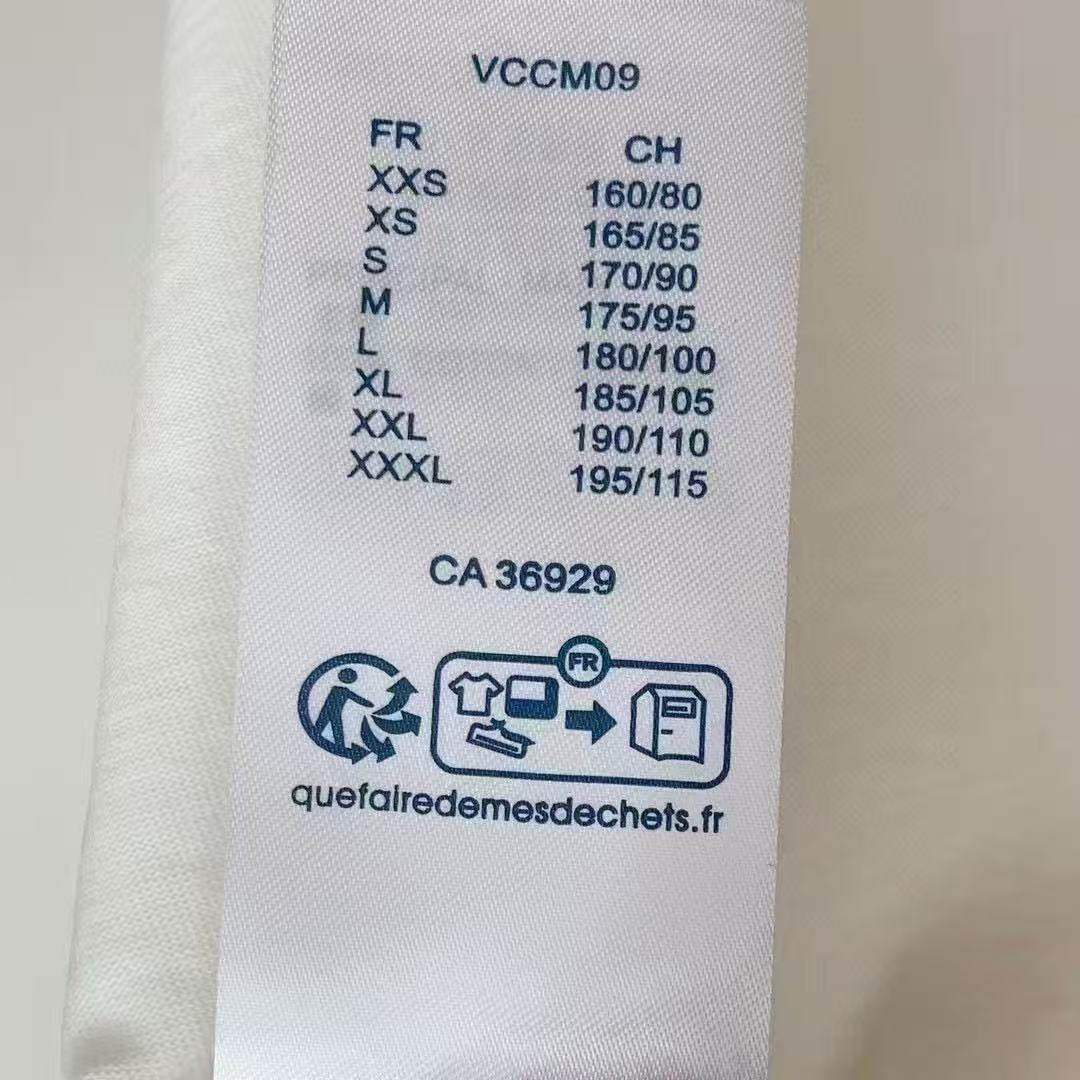 VCCM09
FR CH
XXS 160/80
XS 165/85
S 170/90
M 175/95
L 180/100
XL 185/105
XXL 190/110
XXXL 195/115
CA 36929
FR
quefairedemesdechets.fr